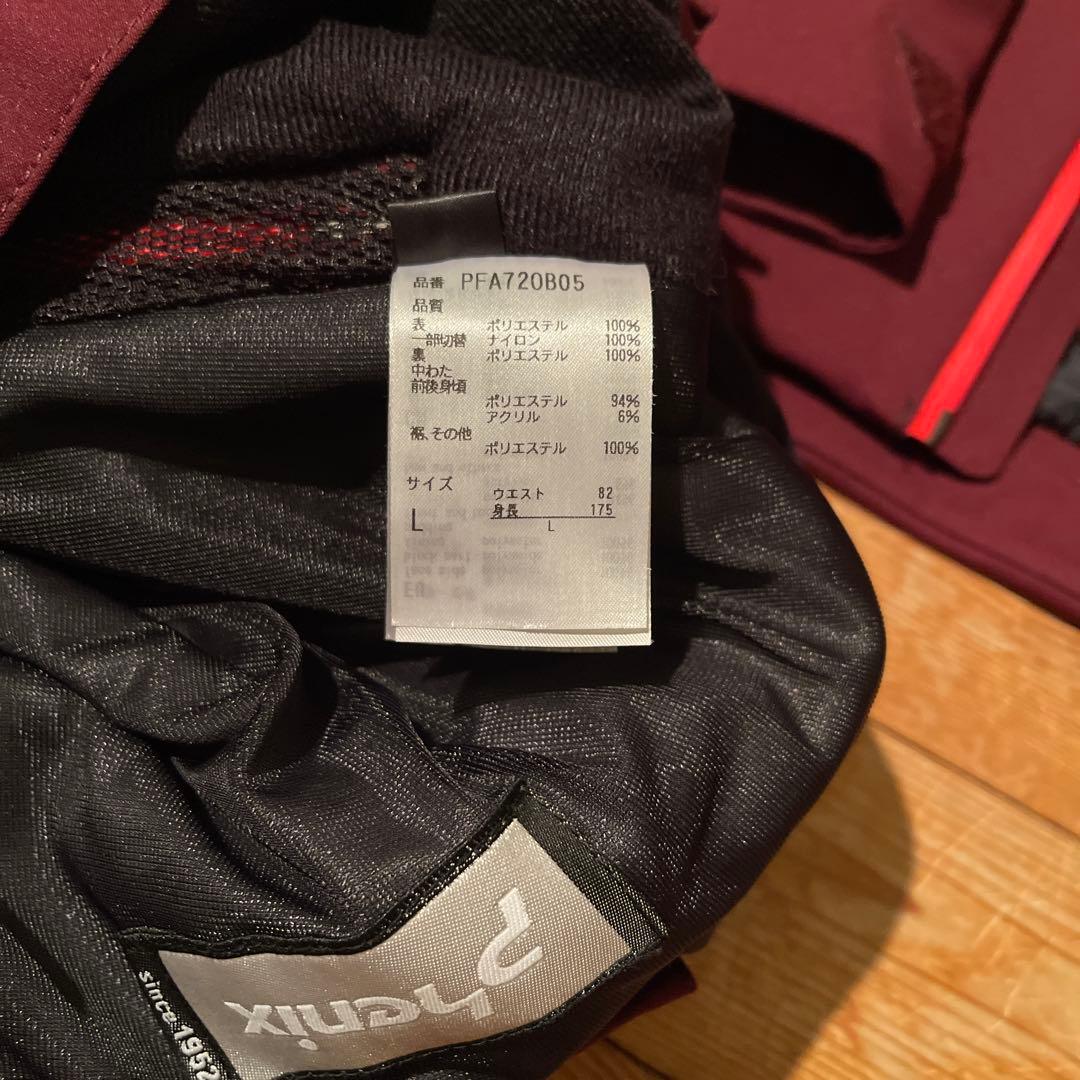 品番 PFA720B05
品質
表 ポリエステル 100%
一部切替 ナイロン 100%
裏 ポリエステル 100%
中わた
前後身頃
ポリエステル 94%
アクリル 6%
裾、その他
ポリエステル 100%
サイズ
ウエスト 82
身長 175
L
L
Phenix
since 1952